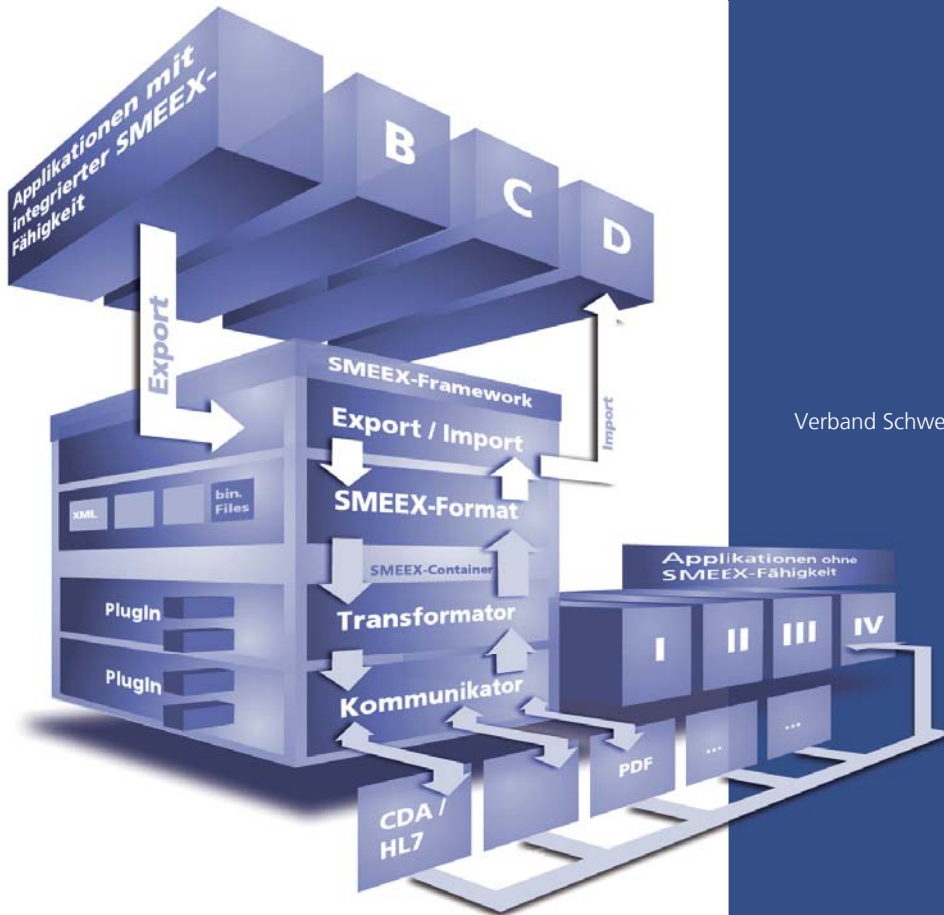 Applikationen mit
integrierter SMEEX-
Fähigkeit
B
C
D
Export
Import
SMEEX-Framework
Export / Import
XML
bin.
Files
SMEEX-Format
SMEEX-Container
PlugIn
Transformator
PlugIn
Kommunikator
Verband Schwe
Applikationen ohne
SMEEX-Fähigkeit
I
II
III
IV
CDA /
HL7
PDF
...
...